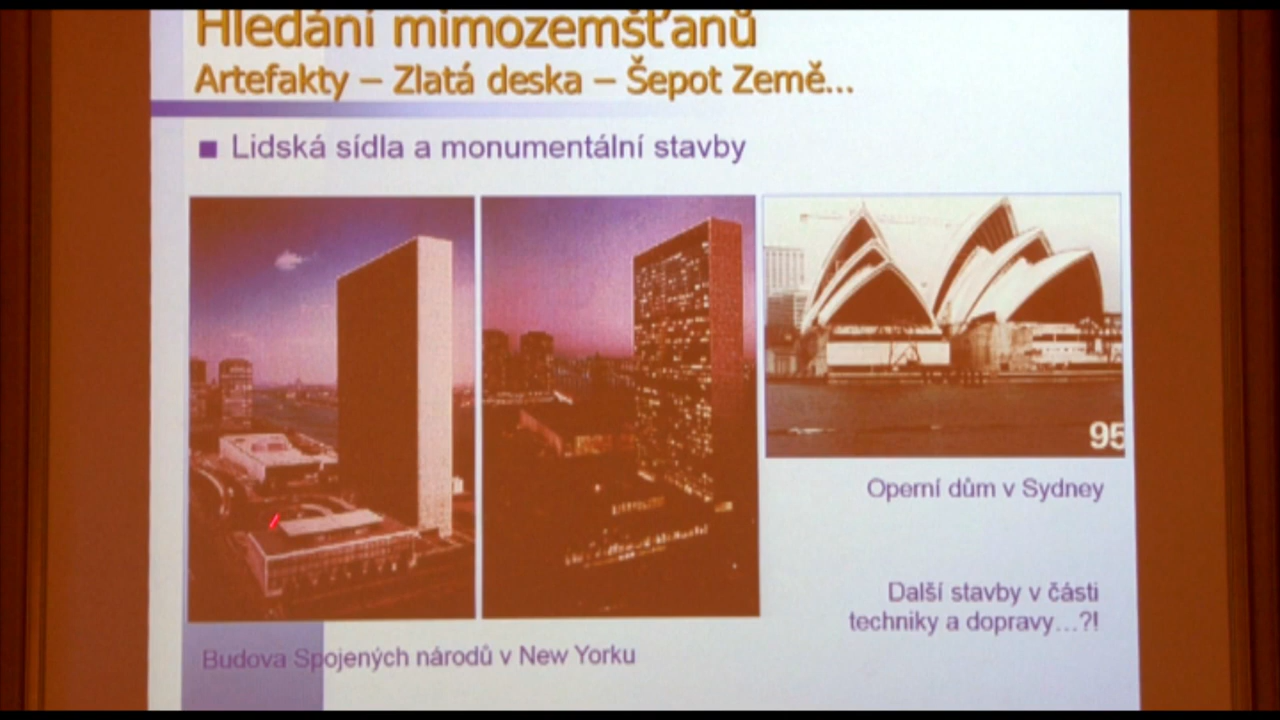 Hledání mimozemšťanů
Artefakty – Zlatá deska – Šepot Země...
Lidská sídla a monumentální stavby
95
Operní dům v Sydney
Další stavby v části
techniky a dopravy...?!
Budova Spojených národů v New Yorku